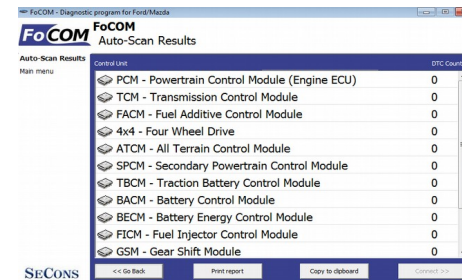 FoCOM - Diagnostic program for Ford/Mazda
FoCOM
FoCOM
Auto-Scan Results
Auto-Scan Results
Main menu
Control Unit DTC Count
PCM - Powertrain Control Module (Engine ECU) 0
TCM - Transmission Control Module 0
FACM - Fuel Additive Control Module 0
4x4 - Four Wheel Drive 0
ATCM - All Terrain Control Module 0
SPCM - Secondary Powertrain Control Module 0
TBCM - Traction Battery Control Module 0
BACM - Battery Control Module 0
BECM - Battery Energy Control Module 0
FICM - Fuel Injector Control Module 0
GSM - Gear Shift Module 0
SECONS
<< Go Back Print report Copy to clipboard Connect >>